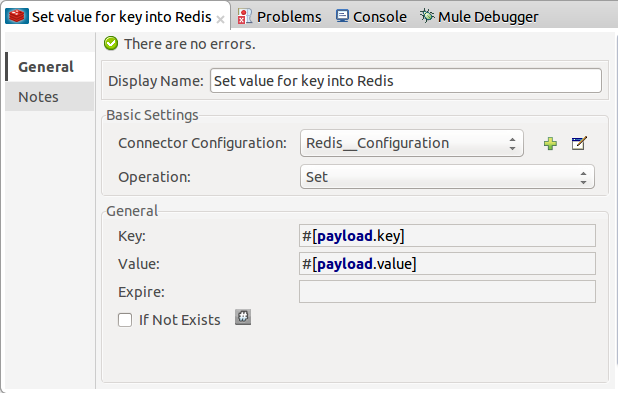 Set value for key into Redis Problems Console Mule Debugger
There are no errors.
General
Notes
Display Name: Set value for key into Redis
Basic Settings
Connector Configuration: Redis__Configuration
Operation: Set
General
Key: #[payload.key]
Value: #[payload.value]
Expire:
If Not Exists #